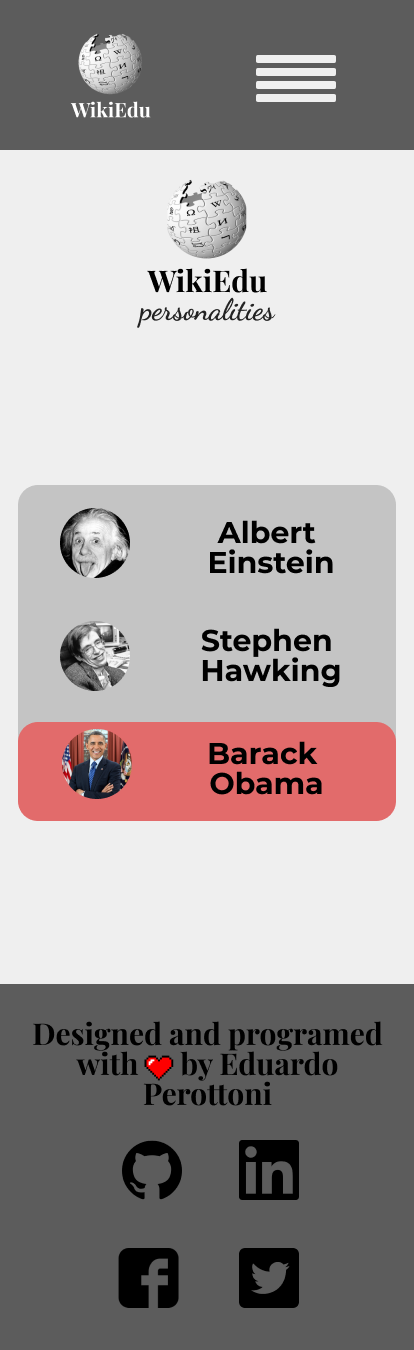 WikiEdu
WikiEdu
personalities
Albert
Einstein
Stephen
Hawking
Barack
Obama
Designed and programed
with by Eduardo
Perottoni